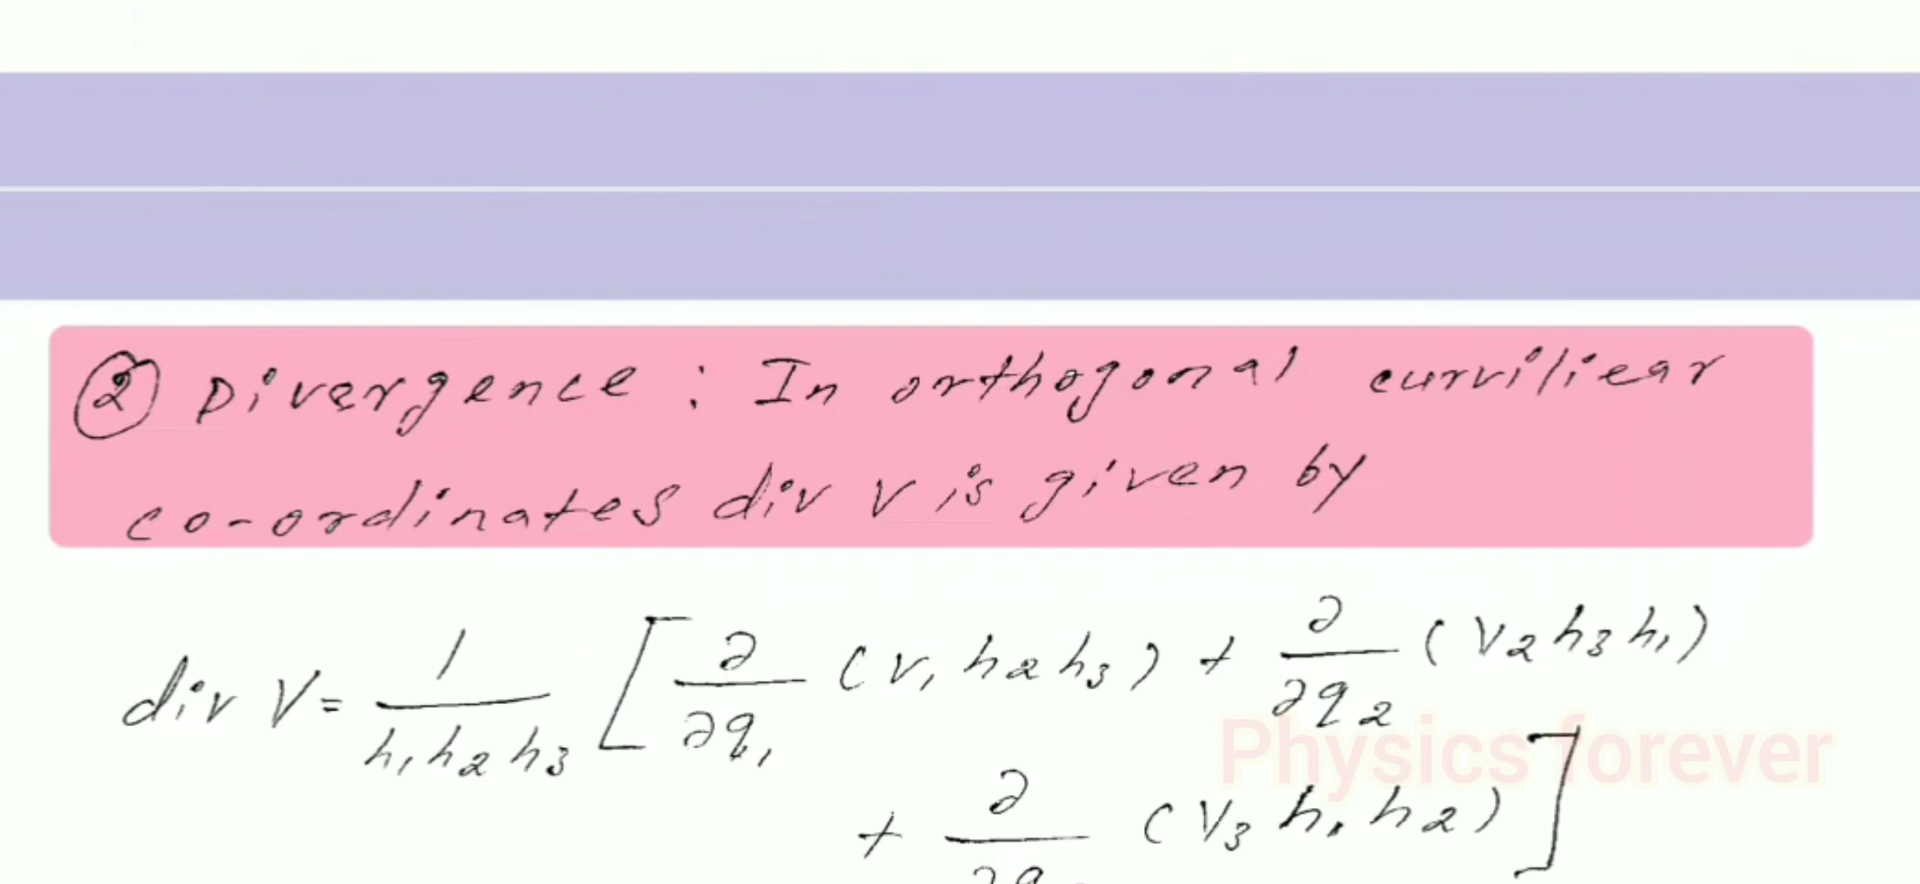 ② Divergence : In orthogonal curviliear
co-ordinates div V is given by
div V = 1/(h₁h₂h₃) [ ∂/∂q₁ (V₁h₂h₃) + ∂/∂q₂ (V₂h₃h₁)
+ ∂/∂q (V₃h₁h₂) ]
Physics forever